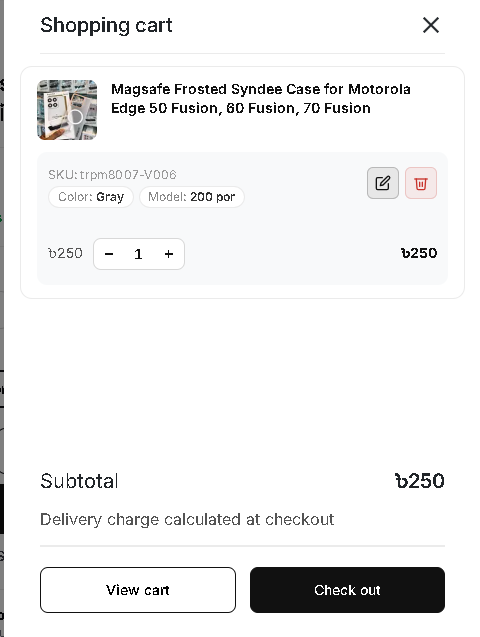 Shopping cart
Magsafe Frosted Syndee Case for Motorola
Edge 50 Fusion, 60 Fusion, 70 Fusion
SKU: trpm8007-V006
Color: Gray
Model: 200 por
৳250
− 1 +
৳250
Subtotal
৳250
Delivery charge calculated at checkout
View cart
Check out